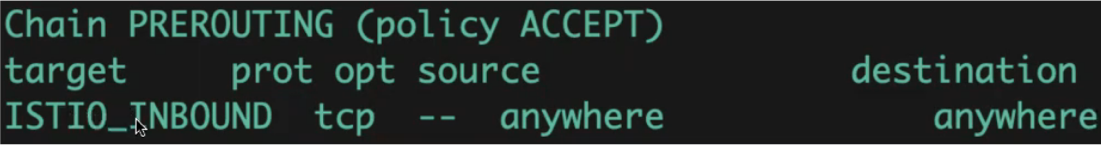 Chain PREROUTING (policy ACCEPT)
target prot opt source destination
ISTIO_INBOUND tcp -- anywhere anywhere